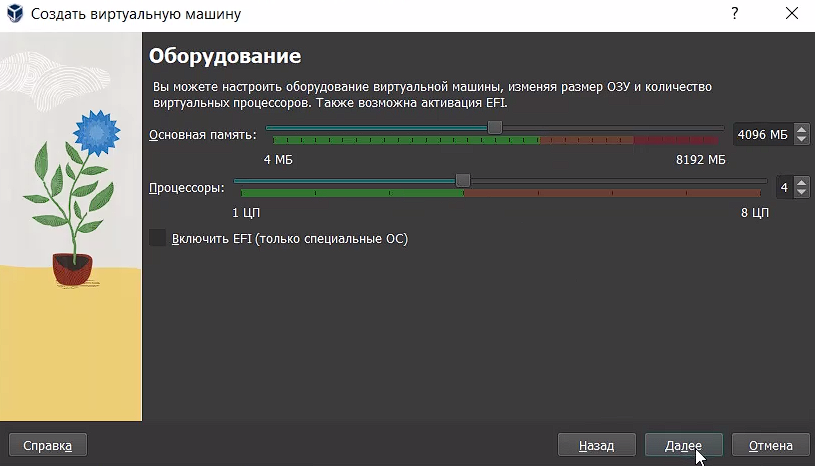 Создать виртуальную машину
?
Оборудование
Вы можете настроить оборудование виртуальной машины, изменяя размер ОЗУ и количество
виртуальных процессоров. Также возможна активация EFI.
Основная память: 4096 МБ
4 МБ 8192 МБ
Процессоры: 4
1 ЦП 8 ЦП
Включить EFI (только специальные ОС)
Справка Назад Далее Отмена